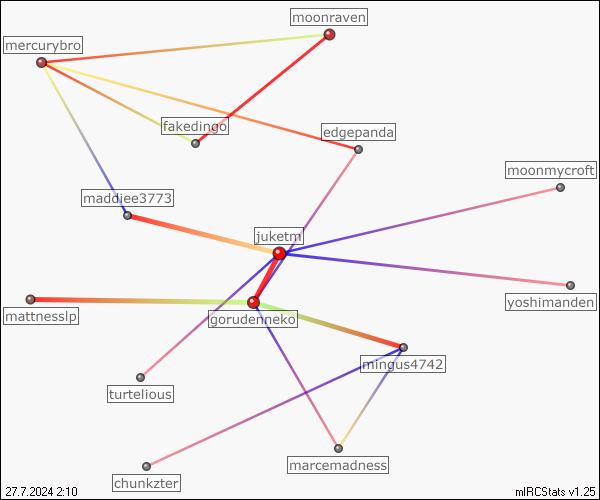 moonraven
mercurybro
fakedingo
edgepanda
moonmycroft
maddiee3773
juketm
yoshimanden
mattnesslp
gorudenneko
mingus4742
turtelious
marcemadness
chunkzter
27.7.2024 2:10
mIRCStats v1.25